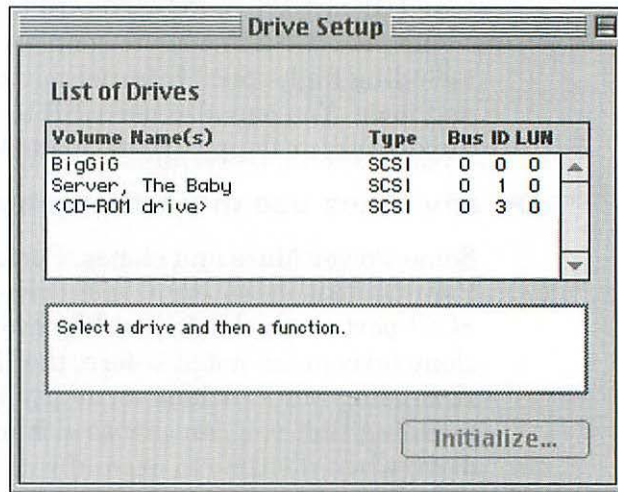 Drive Setup
List of Drives
Volume Name(s) Type Bus ID LUN
BigGiG SCSI 0 0 0
Server, The Baby SCSI 0 1 0
<CD-ROM drive> SCSI 0 3 0
Select a drive and then a function.
Initialize...